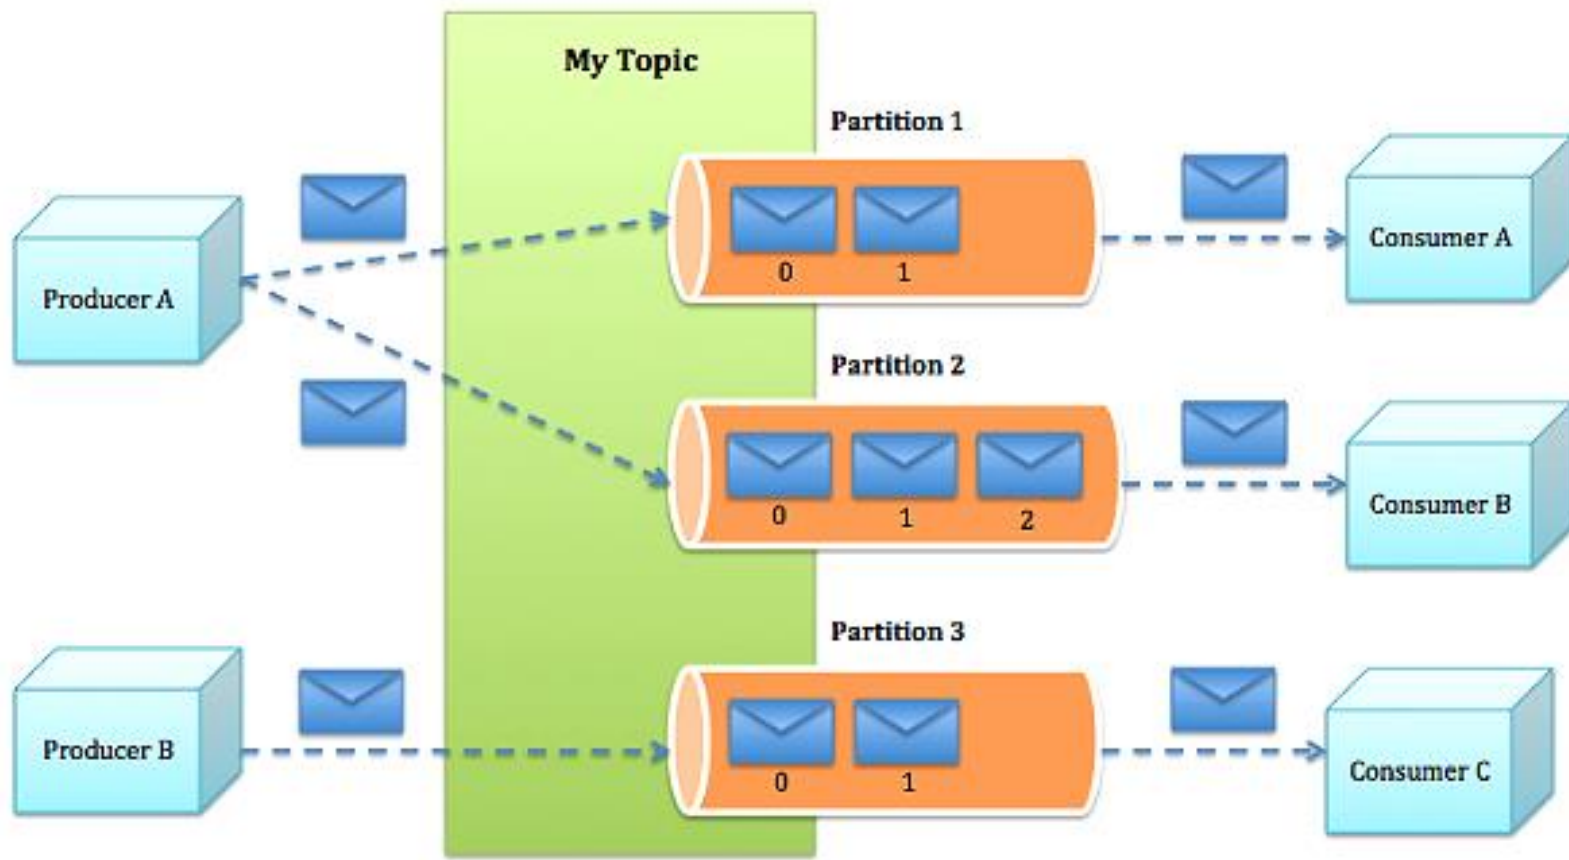 My Topic
Partition 1
0 1
Producer A
Consumer A
Partition 2
0 1 2
Consumer B
Partition 3
0 1
Producer B
Consumer C